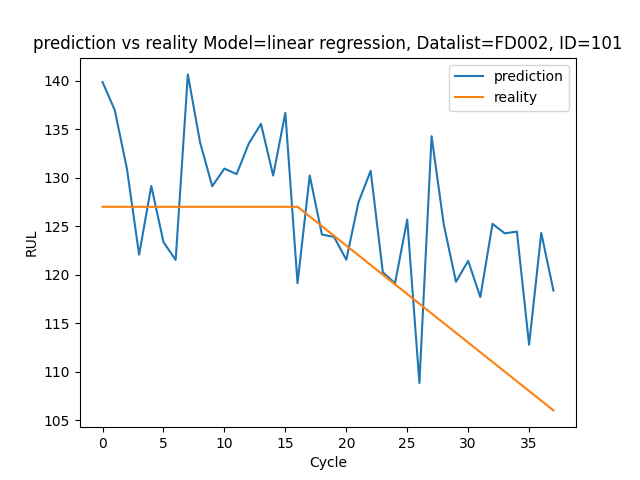 prediction vs reality Model=linear regression, Datalist=FD002, ID=101
prediction
reality
RUL
140
135
130
125
120
115
110
105
0 5 10 15 20 25 30 35
Cycle